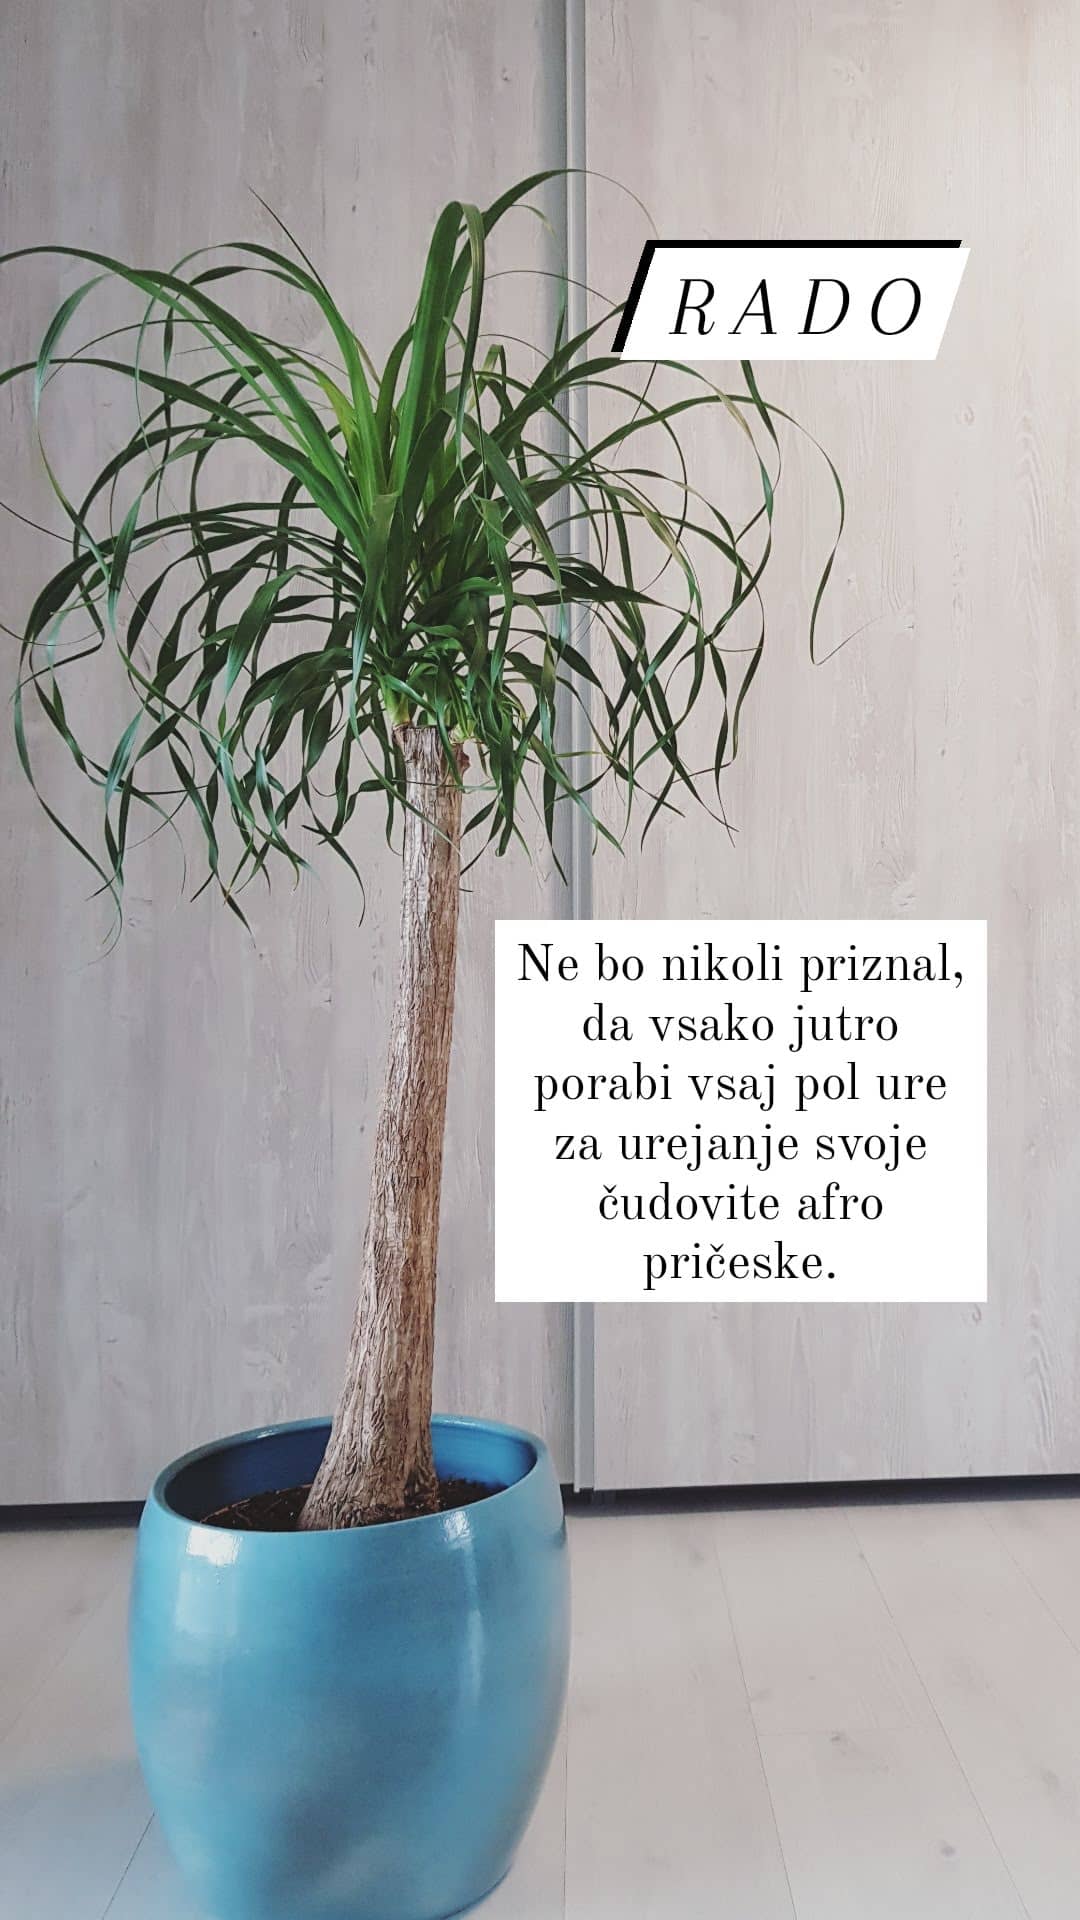 RADO
Ne bo nikoli priznal,
da vsako jutro
porabi vsaj pol ure
za urejanje svoje
čudovite afro
pričeske.